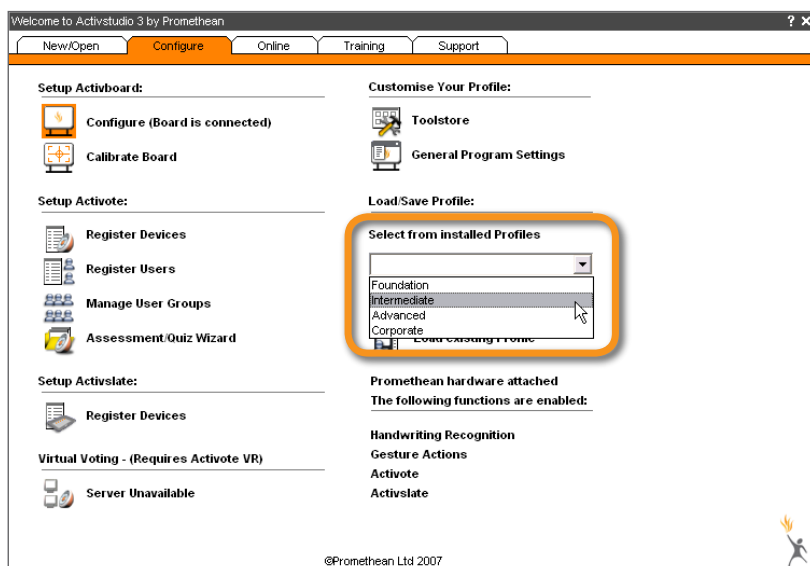 Welcome to Activstudio 3 by Promethean
New/Open Configure Online Training Support
Setup Activboard:
Configure (Board is connected)
Calibrate Board
Setup Activote:
Register Devices
Register Users
Manage User Groups
Assessment/Quiz Wizard
Setup Activslate:
Register Devices
Virtual Voting - (Requires Activote VR)
Server Unavailable
Customise Your Profile:
Toolstore
General Program Settings
Load/Save Profile:
Select from installed Profiles
Foundation
Intermediate
Advanced
Corporate
Load existing Profile
Promethean hardware attached
The following functions are enabled:
Handwriting Recognition
Gesture Actions
Activote
Activslate
©Promethean Ltd 2007